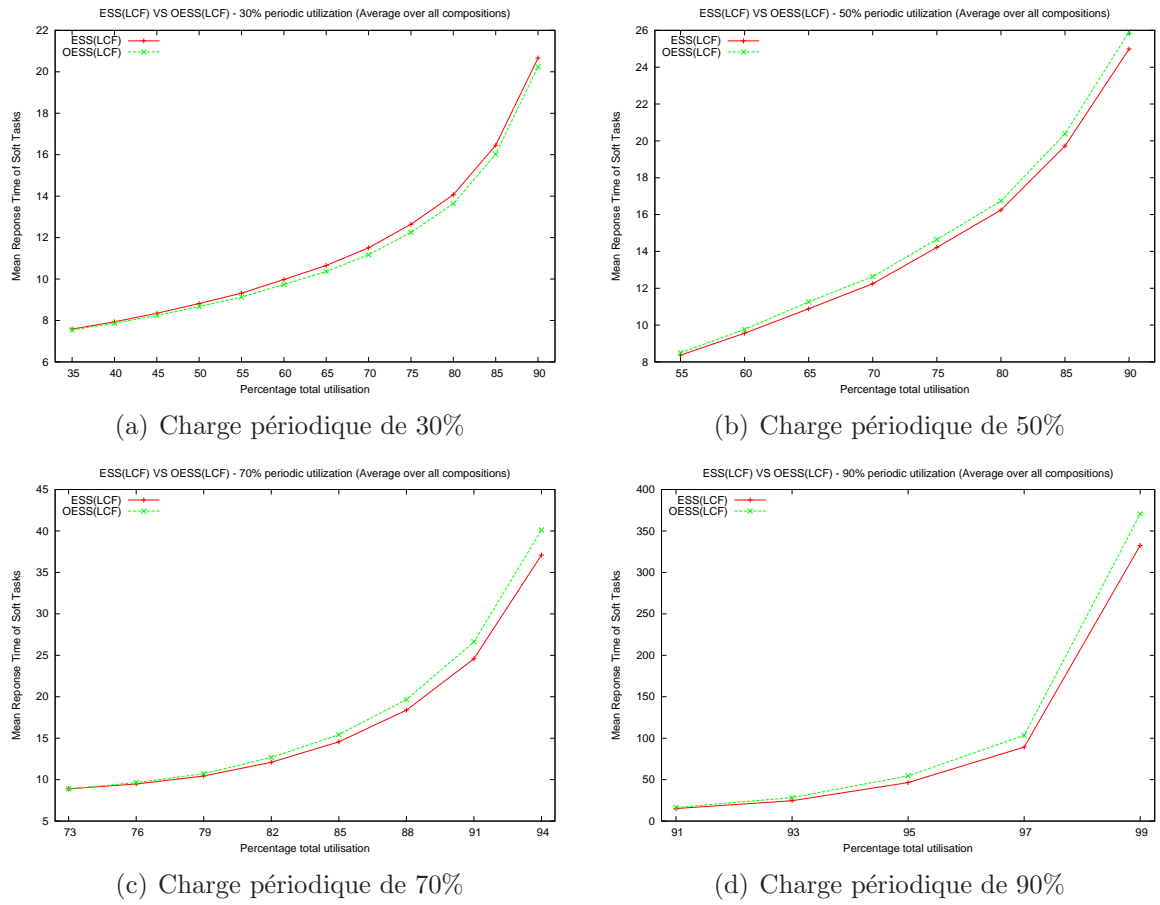 ESS(LCF) VS OESS(LCF) - 30% periodic utilization (Average over all compositions)
ESS(LCF)
OESS(LCF)
Mean Reponse Time of Soft Tasks
22
20
18
16
14
12
10
8
6
35 40 45 50 55 60 65 70 75 80 85 90
Percentage total utilisation
(a) Charge périodique de 30%
ESS(LCF) VS OESS(LCF) - 50% periodic utilization (Average over all compositions)
ESS(LCF)
OESS(LCF)
Mean Reponse Time of Soft Tasks
26
24
22
20
18
16
14
12
10
8
55 60 65 70 75 80 85 90
Percentage total utilisation
(b) Charge périodique de 50%
ESS(LCF) VS OESS(LCF) - 70% periodic utilization (Average over all compositions)
ESS(LCF)
OESS(LCF)
Mean Reponse Time of Soft Tasks
45
40
35
30
25
20
15
10
5
73 76 79 82 85 88 91 94
Percentage total utilisation
(c) Charge périodique de 70%
ESS(LCF) VS OESS(LCF) - 90% periodic utilization (Average over all compositions)
ESS(LCF)
OESS(LCF)
Mean Reponse Time of Soft Tasks
400
350
300
250
200
150
100
50
0
91 93 95 97 99
Percentage total utilisation
(d) Charge périodique de 90%